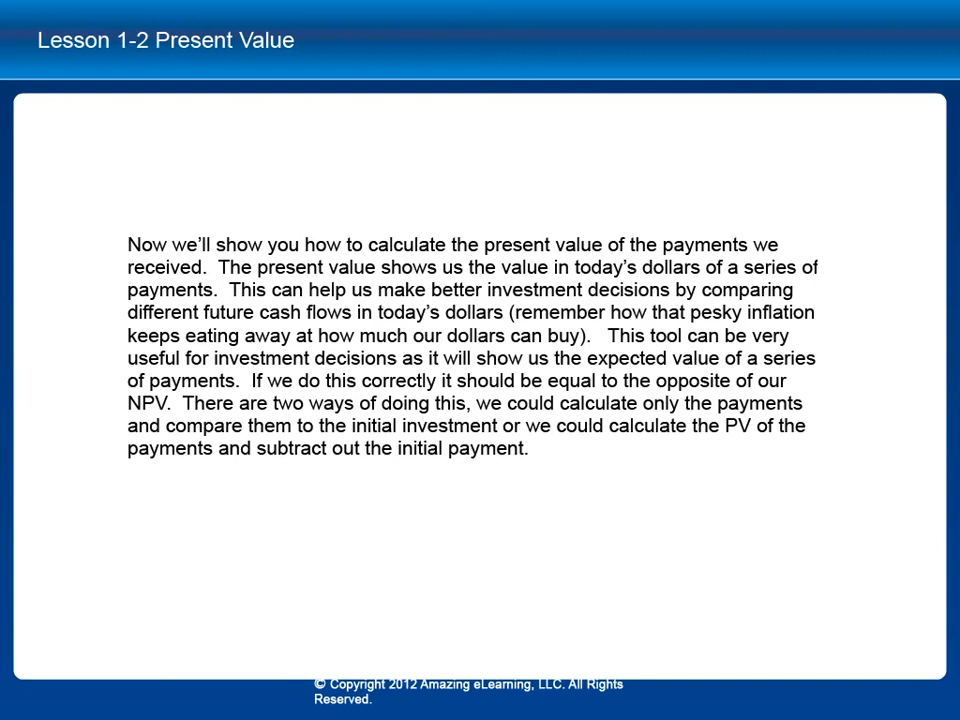 Lesson 1-2 Present Value
Now we’ll show you how to calculate the present value of the payments we
received.  The present value shows us the value in today’s dollars of a series of
payments.  This can help us make better investment decisions by comparing
different future cash flows in today’s dollars (remember how that pesky inflation
keeps eating away at how much our dollars can buy).   This tool can be very
useful for investment decisions as it will show us the expected value of a series
of payments.  If we do this correctly it should be equal to the opposite of our
NPV.  There are two ways of doing this, we could calculate only the payments
and compare them to the initial investment or we could calculate the PV of the
payments and subtract out the initial payment.
© Copyright 2012 Amazing eLearning, LLC. All Rights
Reserved.